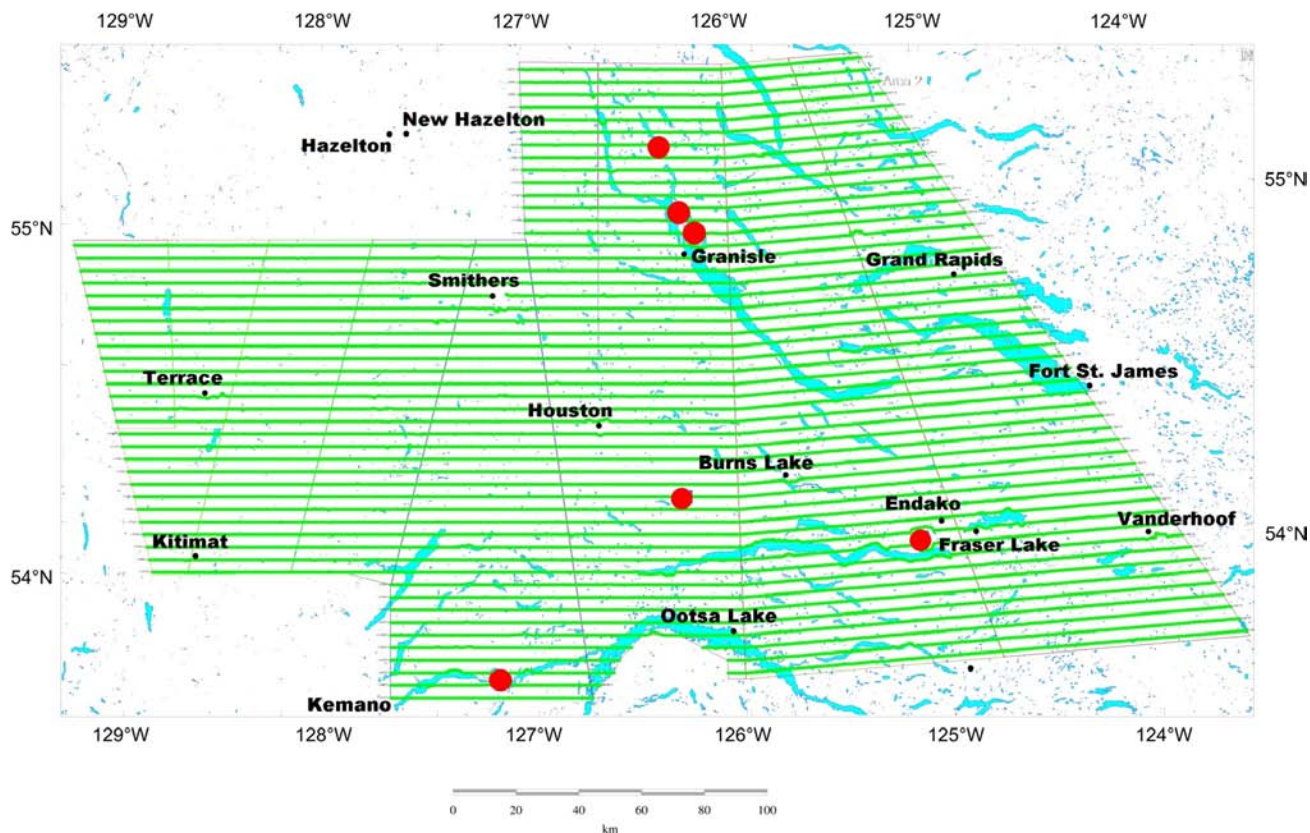 129°W 128°W 127°W 126°W 125°W 124°W
Area 2
New Hazelton
Hazelton
55°N
55°N
Granisle
Grand Rapids
Smithers
Terrace
Fort St. James
Houston
Burns Lake
Endako
Vanderhoof
Kitimat
Fraser Lake
54°N
54°N
Ootsa Lake
Kemano
129°W 128°W 127°W 126°W 125°W 124°W
0 20 40 60 80 100
km